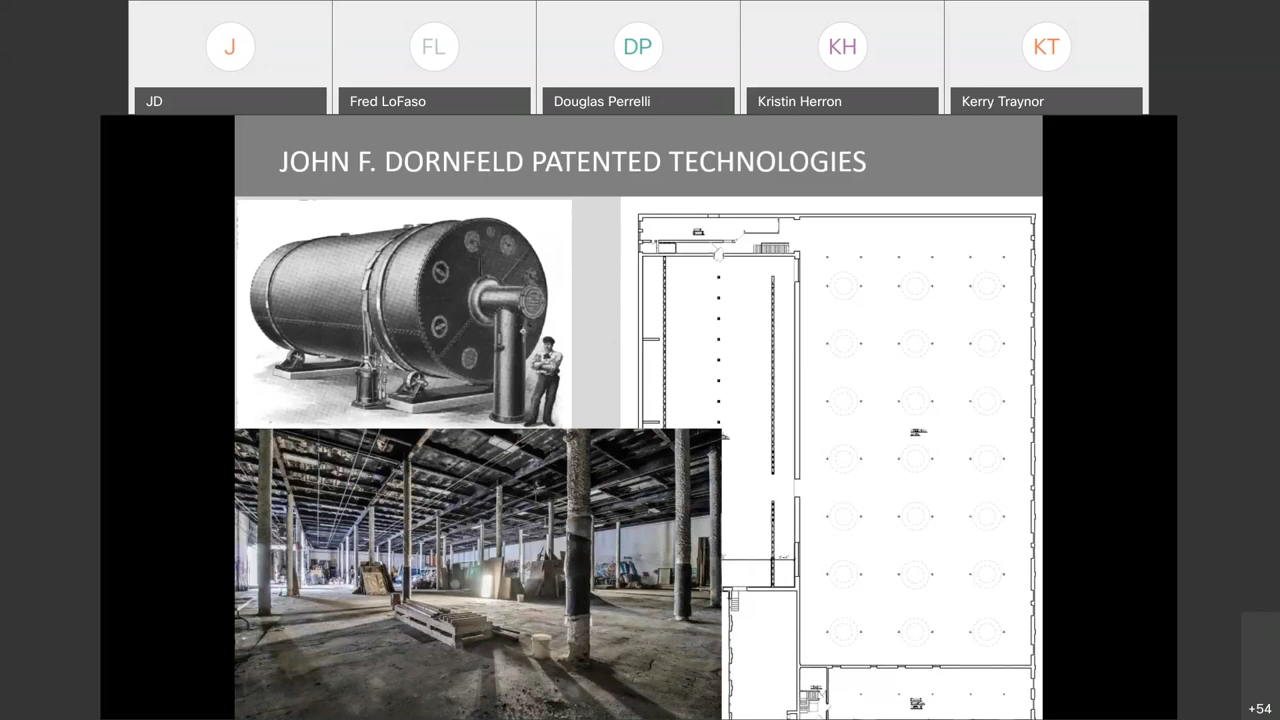 J
FL
DP
KH
KT
JD
Fred LoFaso
Douglas Perrelli
Kristin Herron
Kerry Traynor
JOHN F. DORNFELD PATENTED TECHNOLOGIES
+54